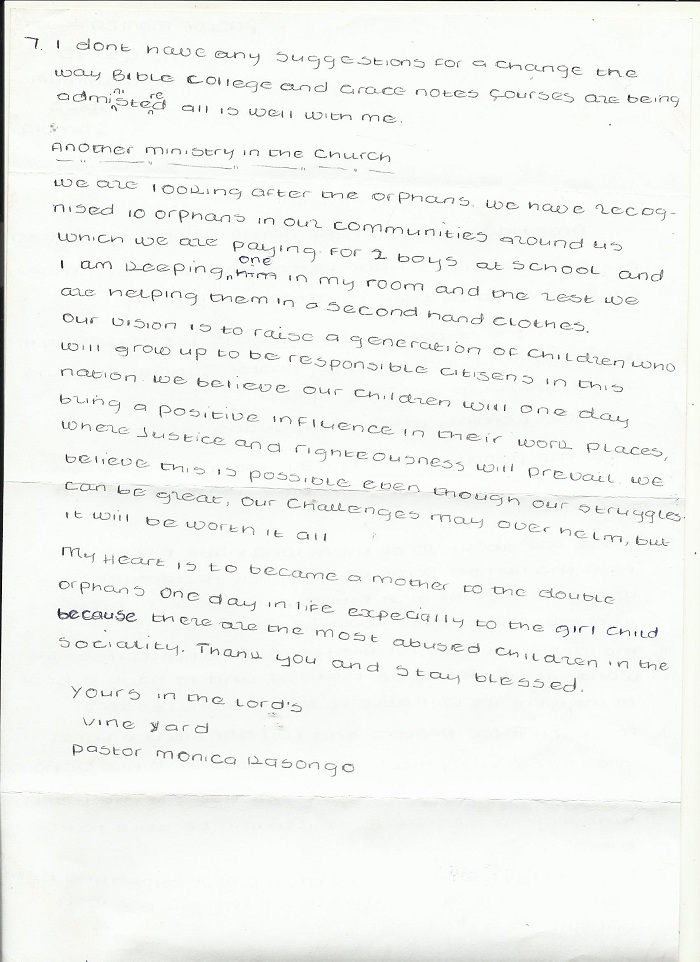 7. I dont have any suggestions for a change the
way Bible College and Grace notes courses are being
administered all is well with me.
Another ministry in the Church
we are looking after the orphans. we have recog-
nised 10 orphans in our communities around us
which we are paying for 2 boys at school and
I am keeping one him in my room and the rest we
are helping them in a second hand clothes.
Our vision is to raise a generation of children who
will grow up to be responsible citisens in this
nation. we believe our children will one day
bring a positive influence in their work places,
where Justice and righteousness will prevail. we
believe this is possible even though our struggles
can be great, our challenges may over helm, but
it will be worth it all
My Heart is to became a mother to the double
orphans one day in life expecially to the girl child
because there are the most abused children in the
sociality. Thank you and stay blessed.
Yours in the Lord's
vine yard
pastor monica Kasongo